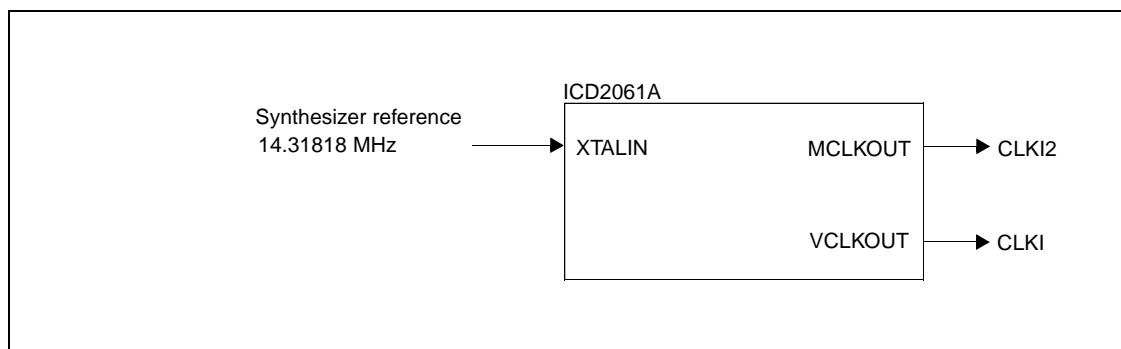 ICD2061A
Synthesizer reference
14.31818 MHz
XTALIN
MCLKOUT
CLKI2
VCLKOUT
CLKI